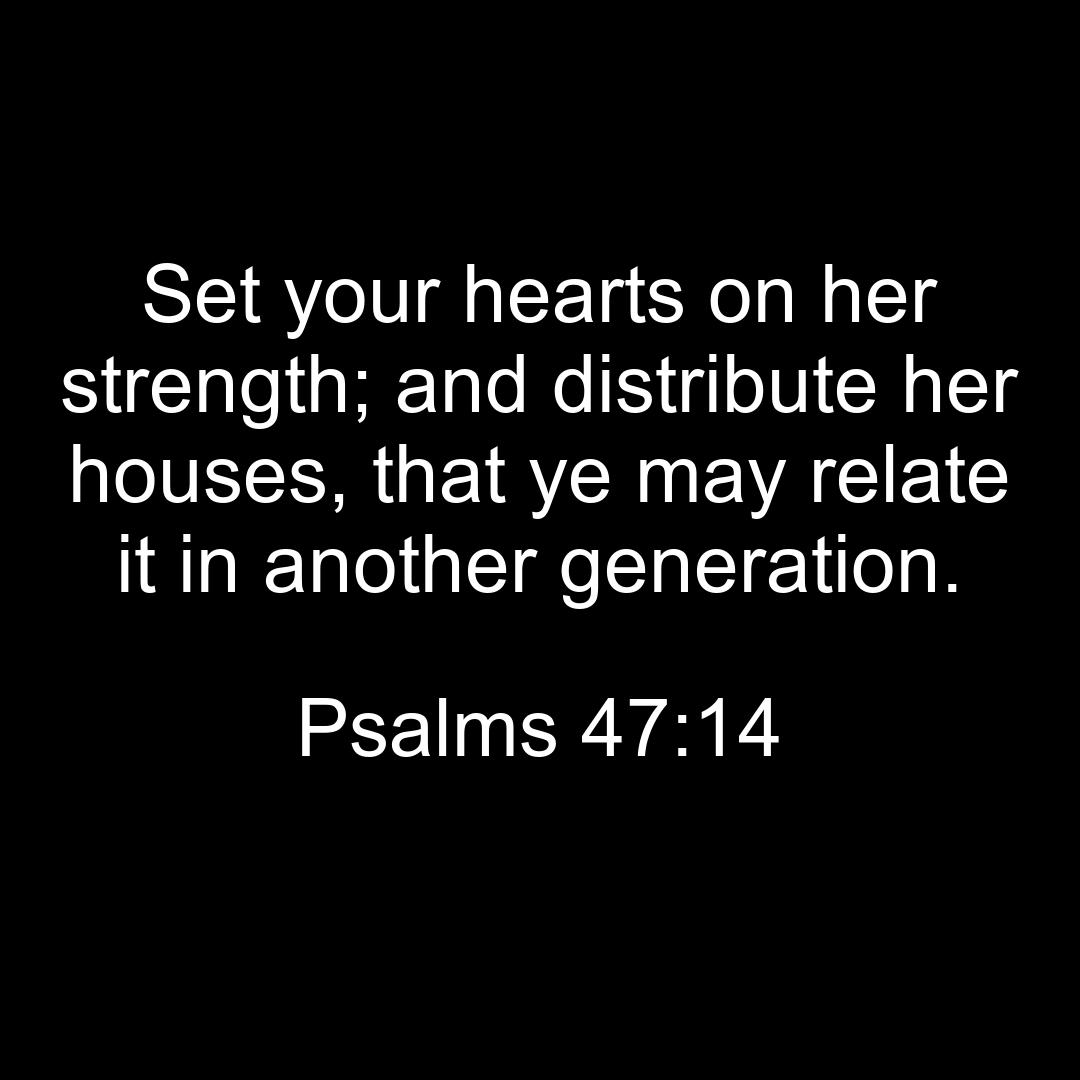 Set your hearts on her
strength; and distribute her
houses, that ye may relate
it in another generation.
Psalms 47:14